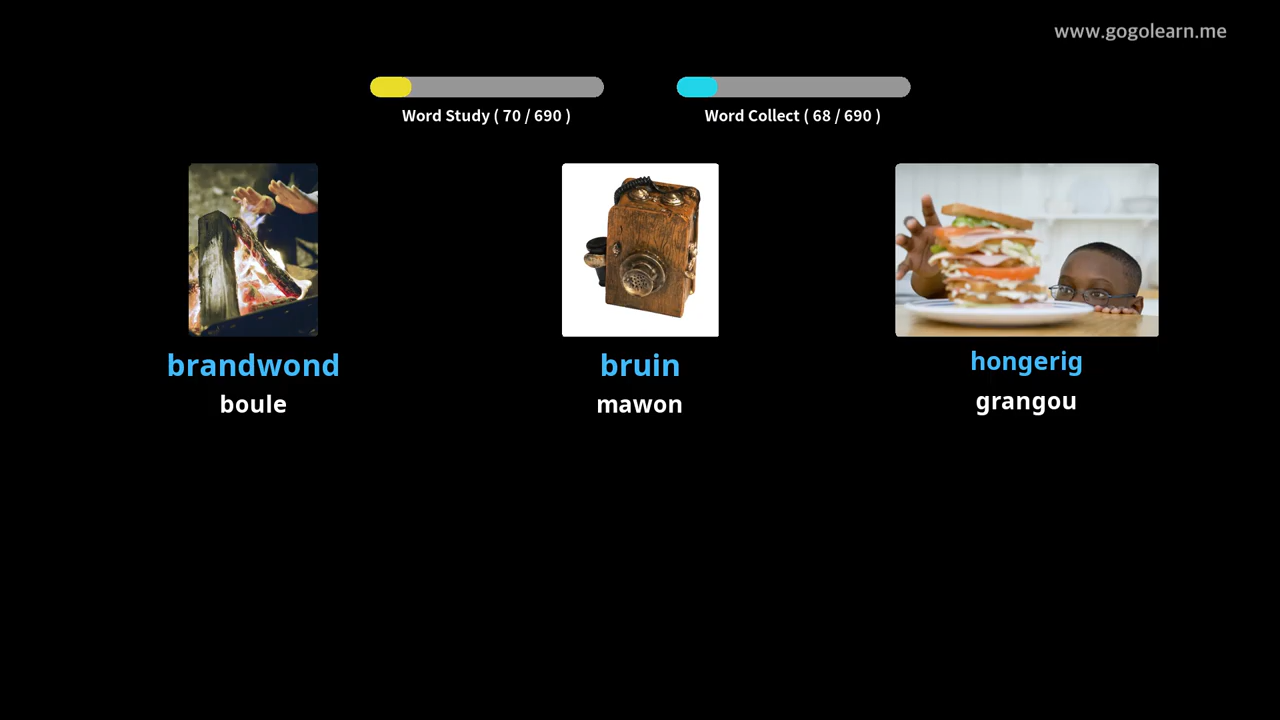 www.gogolearn.me
Word Study ( 70 / 690 )
Word Collect ( 68 / 690 )
brandwond
boule
bruin
mawon
hongerig
grangou